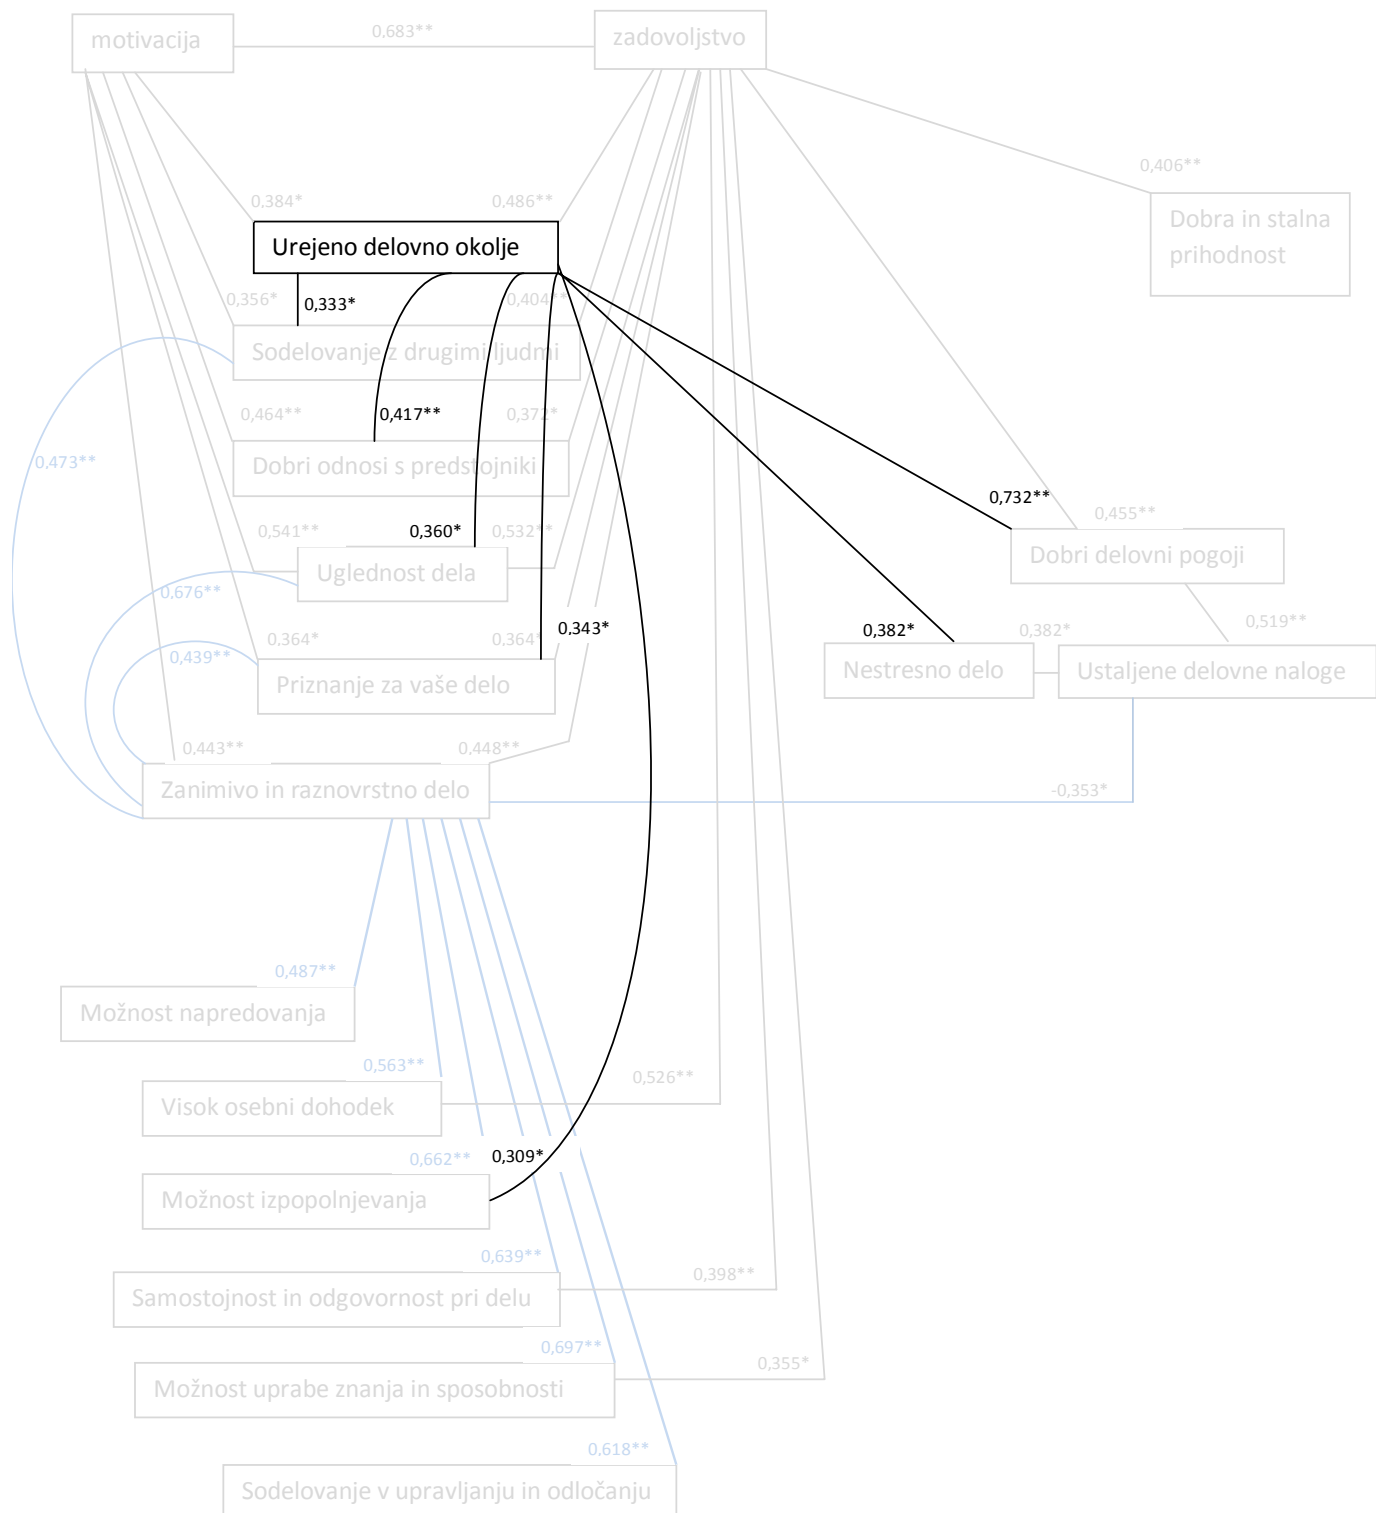 motivacija
0,683**
zadovoljstvo
0,406**
Dobra in stalna
prihodnost
0,384*
0,486**
Urejeno delovno okolje
0,356*
0,333*
0,404**
Sodelovanje z drugimi ljudmi
0,464**
0,417**
0,372*
Dobri odnosi s predstojniki
0,473**
0,732**
0,455**
Dobri delovni pogoji
0,541**
0,360*
0,532**
Uglednost dela
0,676**
0,364*
0,364*
0,343*
0,439**
Priznanje za vaše delo
0,382*
0,382*
0,519**
Nestresno delo
Ustaljene delovne naloge
0,443**
0,448**
Zanimivo in raznovrstno delo
-0,353*
0,487**
Možnost napredovanja
0,563**
0,526**
Visok osebni dohodek
0,662**
0,309*
Možnost izpopolnjevanja
0,639**
0,398**
Samostojnost in odgovornost pri delu
0,697**
0,355*
Možnost uprabe znanja in sposobnosti
0,618**
Sodelovanje v upravljanju in odločanju